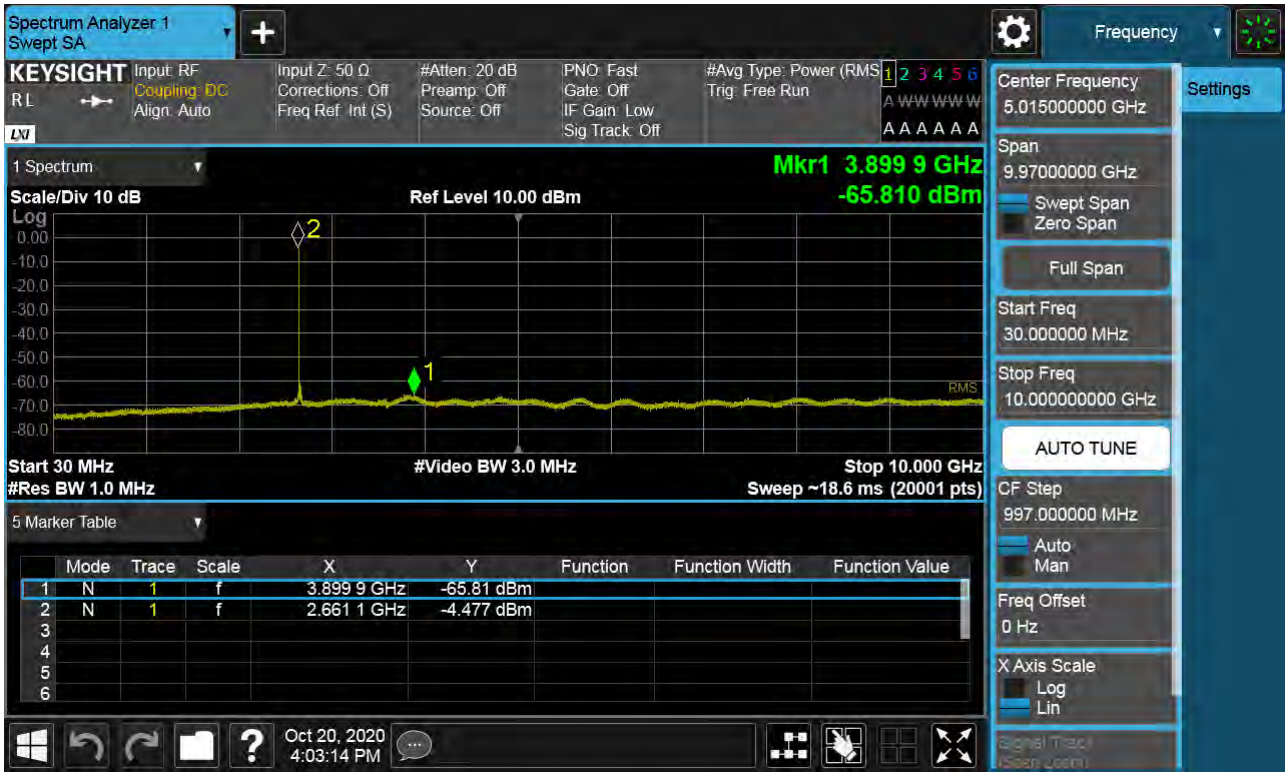 Spectrum Analyzer 1
Swept SA
+
Frequency
KEYSIGHT
RL
LXI
Input: RF
Coupling: DC
Align: Auto
Input Z: 50 Ω
Corrections: Off
Freq Ref: Int (S)
#Atten: 20 dB
Preamp: Off
Source: Off
PNO: Fast
Gate: Off
IF Gain: Low
Sig Track: Off
#Avg Type: Power (RMS
Trig: Free Run
1 2 3 4 5 6
A W W W W W
A A A A A A
1 Spectrum
Mkr1 3.899 9 GHz
Scale/Div 10 dB
Ref Level 10.00 dBm
-65.810 dBm
Log
0.00
-10.0
-20.0
-30.0
-40.0
-50.0
-60.0
-70.0
-80.0
2
1
RMS
Start 30 MHz
#Video BW 3.0 MHz
Stop 10.000 GHz
#Res BW 1.0 MHz
Sweep ~18.6 ms (20001 pts)
5 Marker Table
Mode Trace Scale X Y Function Function Width Function Value
1 N 1 f 3.899 9 GHz -65.81 dBm
2 N 1 f 2.661 1 GHz -4.477 dBm
3
4
5
6
?
Oct 20, 2020
4:03:14 PM
Center Frequency
5.015000000 GHz
Settings
Span
9.97000000 GHz
Swept Span
Zero Span
Full Span
Start Freq
30.000000 MHz
Stop Freq
10.000000000 GHz
AUTO TUNE
CF Step
997.000000 MHz
Auto
Man
Freq Offset
0 Hz
X Axis Scale
Log
Lin
Signal Track
(Span Zoom)